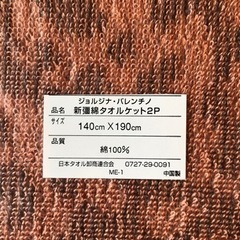 ジョルジナ・バレンチノ
品名 新疆綿タオルケット2P
サイズ
140cm×190cm
品質
綿100%
日本タオル卸商連合会 0727-29-0091
ME-1 中国製